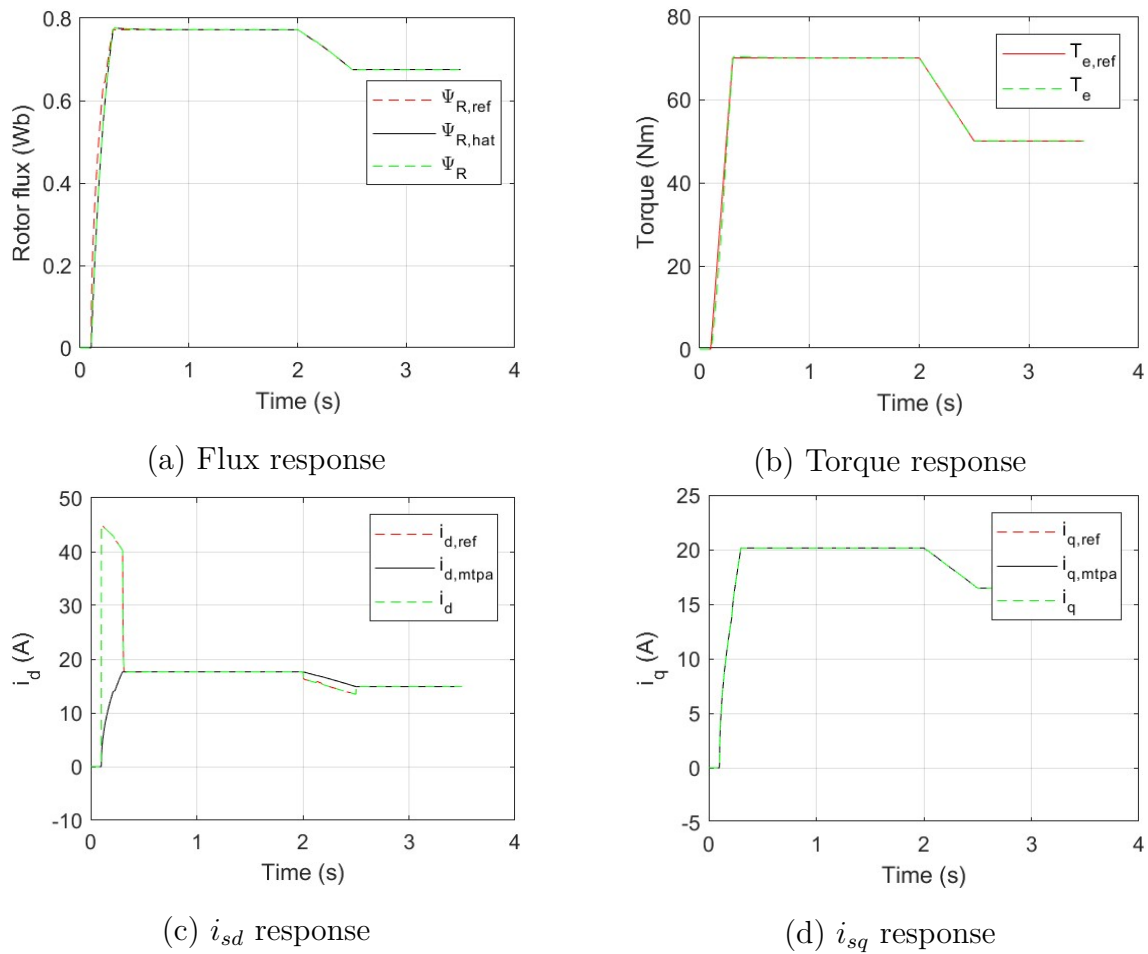 0.8
0.6
0.4
0.2
0
Rotor flux (Wb)
Ψ_R,ref
Ψ_R,hat
Ψ_R
0 1 2 3 4
Time (s)
(a) Flux response
80
60
40
20
0
Torque (Nm)
T_e,ref
T_e
0 1 2 3 4
Time (s)
(b) Torque response
50
40
30
20
10
0
-10
i_d (A)
i_d,ref
i_d,mtpa
i_d
0 1 2 3 4
Time (s)
(c) i_sd response
25
20
15
10
5
0
-5
i_q (A)
i_q,ref
i_q,mtpa
i_q
0 1 2 3 4
Time (s)
(d) i_sq response